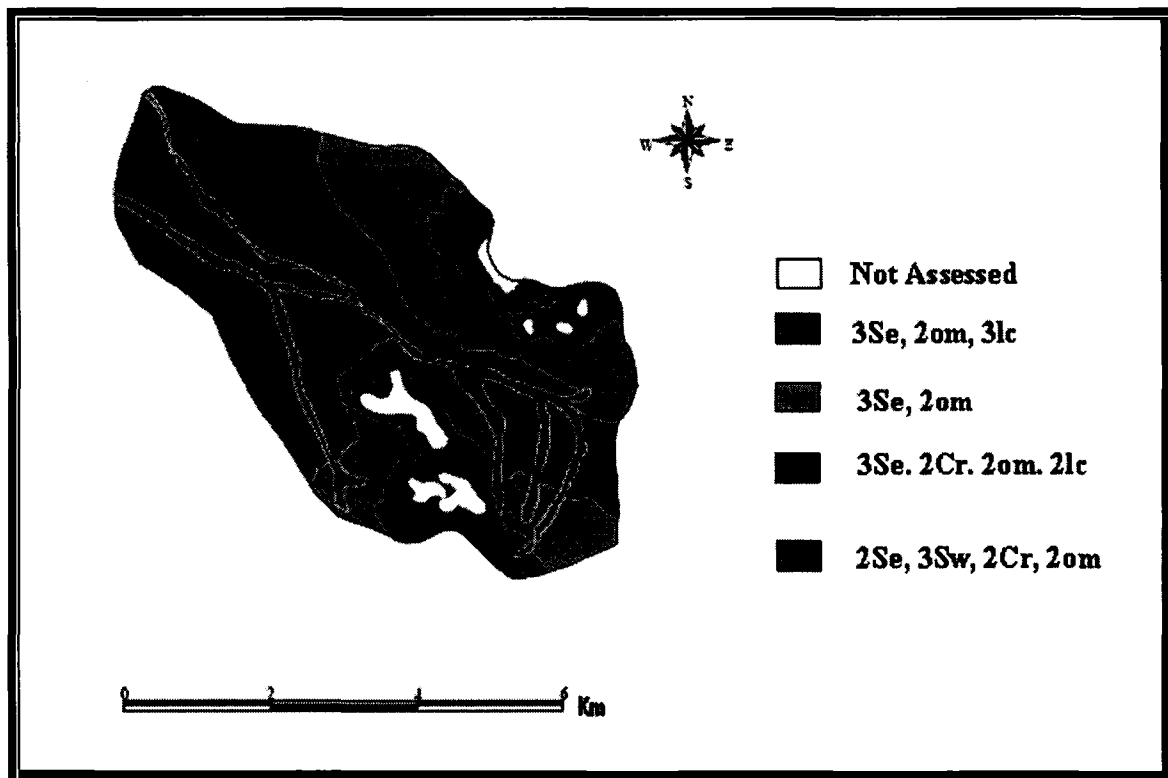 N
W E
S
Not Assessed
3Se, 2om, 3lc
3Se, 2om
3Se. 2Cr. 2om. 2lc
2Se, 3Sw, 2Cr, 2om
0 2 4 6 Km